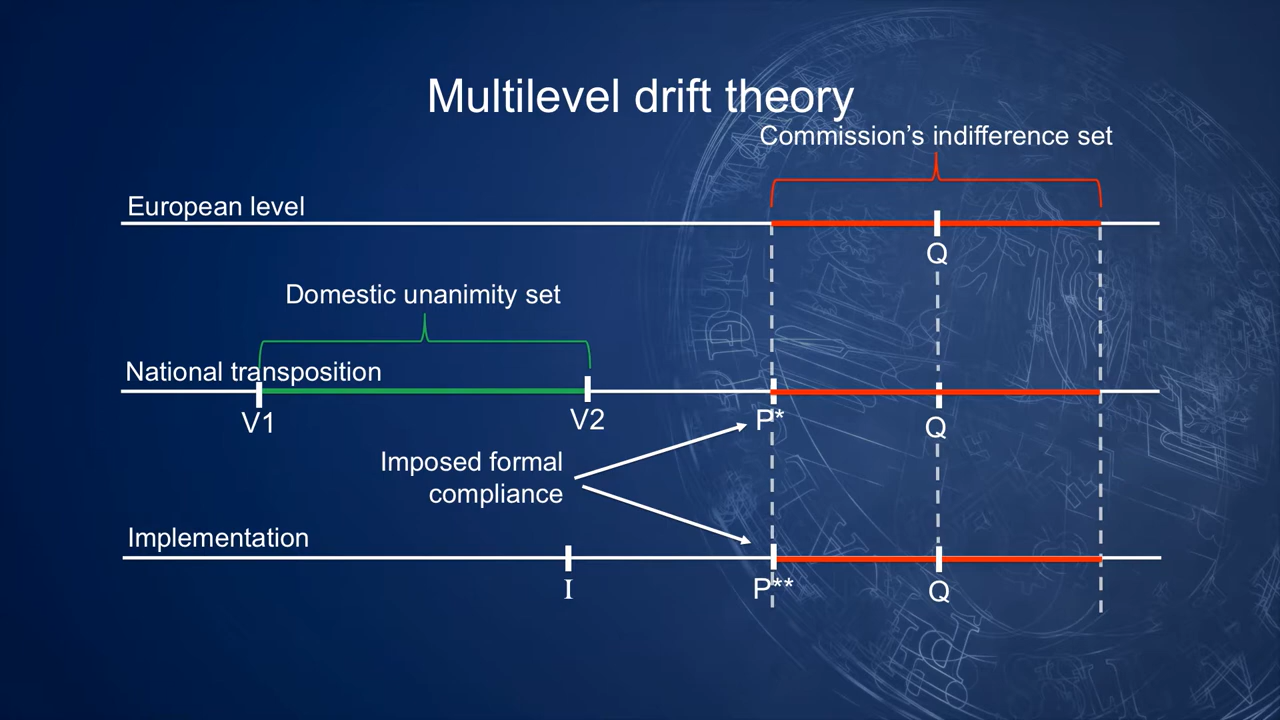 Multilevel drift theory
Commission's indifference set
European level
Q
Domestic unanimity set
National transposition
V1
V2
P*
Q
Imposed formal
compliance
Implementation
I
P**
Q